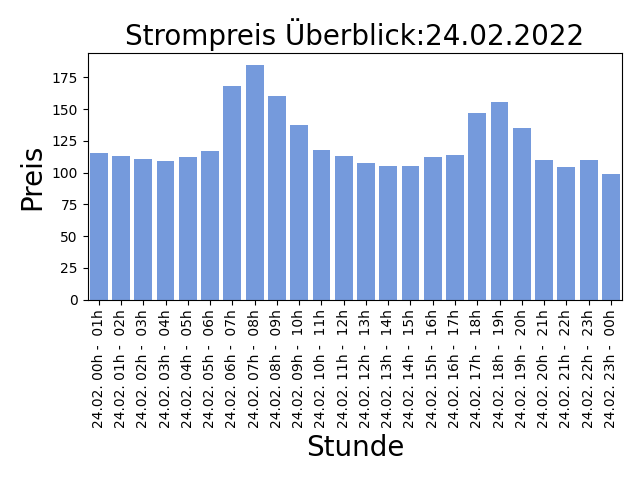 Strompreis Überblick:24.02.2022
Preis
175
150
125
100
75
50
25
0
24.02. 00h - 01h
24.02. 01h - 02h
24.02. 02h - 03h
24.02. 03h - 04h
24.02. 04h - 05h
24.02. 05h - 06h
24.02. 06h - 07h
24.02. 07h - 08h
24.02. 08h - 09h
24.02. 09h - 10h
24.02. 10h - 11h
24.02. 11h - 12h
24.02. 12h - 13h
24.02. 13h - 14h
24.02. 14h - 15h
24.02. 15h - 16h
24.02. 16h - 17h
24.02. 17h - 18h
24.02. 18h - 19h
24.02. 19h - 20h
24.02. 20h - 21h
24.02. 21h - 22h
24.02. 22h - 23h
24.02. 23h - 00h
Stunde